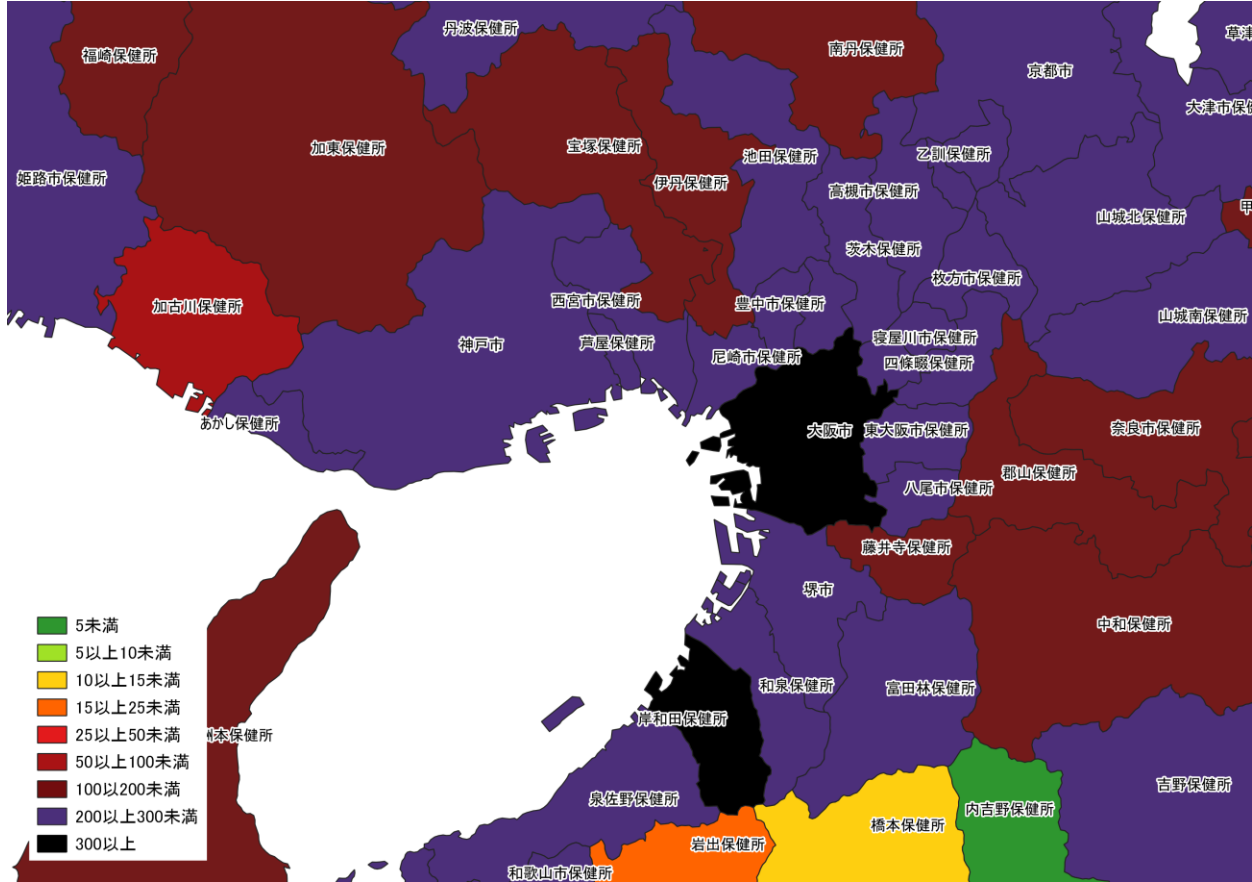 丹波保健所
草津
福崎保健所
南丹保健所
京都市
大津市保健
加東保健所
宝塚保健所
池田保健所
乙訓保健所
姫路市保健所
伊丹保健所
高槻市保健所
山城北保健所
甲
茨木保健所
枚方市保健所
加古川保健所
西宮市保健所
豊中市保健所
山城南保健所
神戸市
芦屋保健所
尼崎市保健所
寝屋川市保健所
四條畷保健所
あかし保健所
大阪市
東大阪市保健所
奈良市保健所
郡山保健所
八尾市保健所
藤井寺保健所
堺市
中和保健所
和泉保健所
富田林保健所
岸和田保健所
本保健所
吉野保健所
泉佐野保健所
内吉野保健所
橋本保健所
岩出保健所
和歌山市保健所
5未満
5以上10未満
10以上15未満
15以上25未満
25以上50未満
50以上100未満
100以上200未満
200以上300未満
300以上